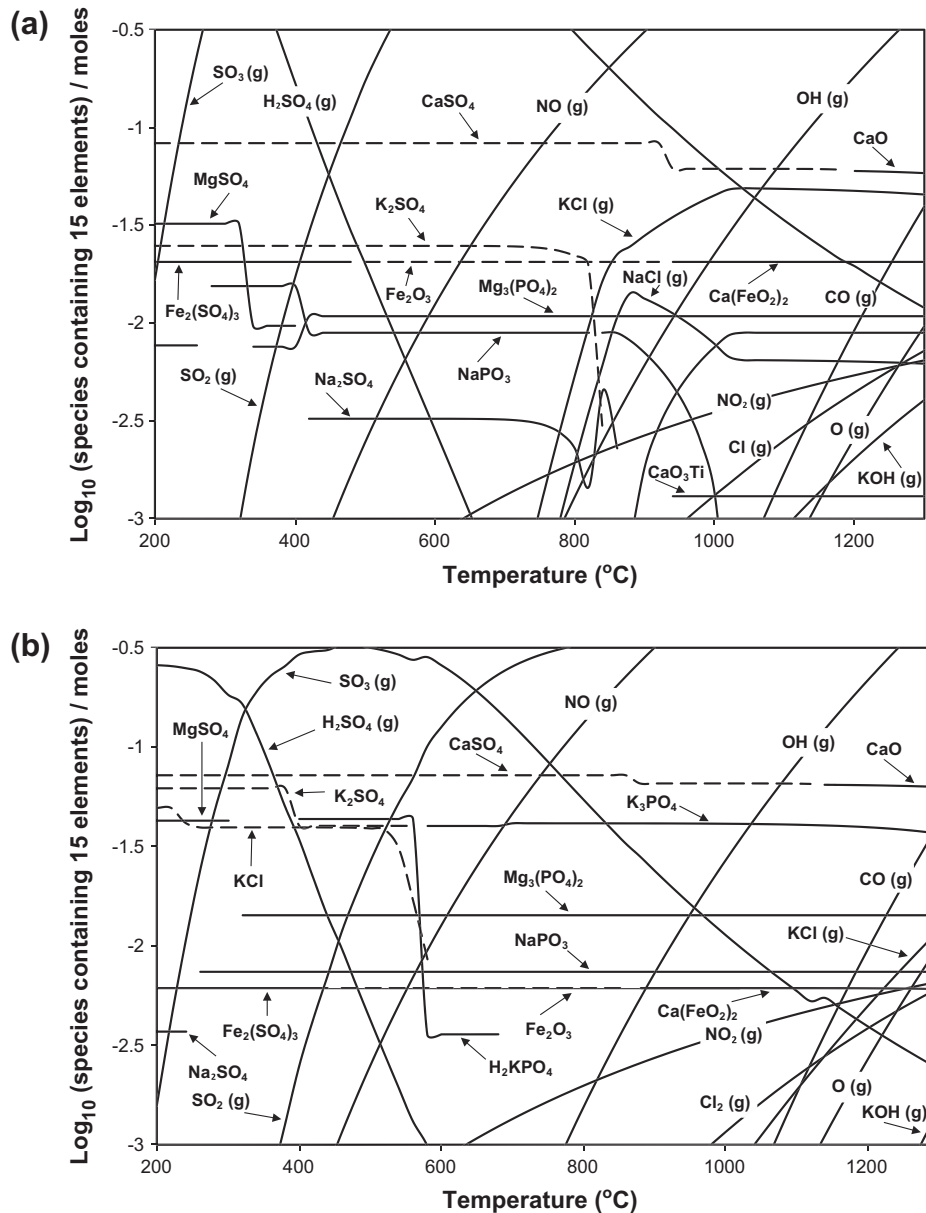 (a)
-0.5
-1
-1.5
-2
-2.5
-3
Log₁₀ (species containing 15 elements) / moles
SO₃ (g)
H₂SO₄ (g)
CaSO₄
NO (g)
OH (g)
CaO
MgSO₄
K₂SO₄
KCl (g)
NaCl (g)
Fe₂(SO₄)₃
Fe₂O₃
Mg₃(PO₄)₂
Ca(FeO₂)₂
CO (g)
SO₂ (g)
Na₂SO₄
NaPO₃
NO₂ (g)
Cl (g)
O (g)
KOH (g)
CaO₃Ti
200 400 600 800 1000 1200
Temperature (°C)
(b)
-0.5
-1
-1.5
-2
-2.5
-3
Log₁₀ (species containing 15 elements) / moles
SO₃ (g)
NO (g)
MgSO₄
H₂SO₄ (g)
CaSO₄
OH (g)
CaO
K₂SO₄
K₃PO₄
KCl
Mg₃(PO₄)₂
CO (g)
NaPO₃
KCl (g)
Fe₂(SO₄)₃
Fe₂O₃
Ca(FeO₂)₂
NO₂ (g)
Na₂SO₄
H₂KPO₄
SO₂ (g)
Cl₂ (g)
O (g)
KOH (g)
200 400 600 800 1000 1200
Temperature (°C)